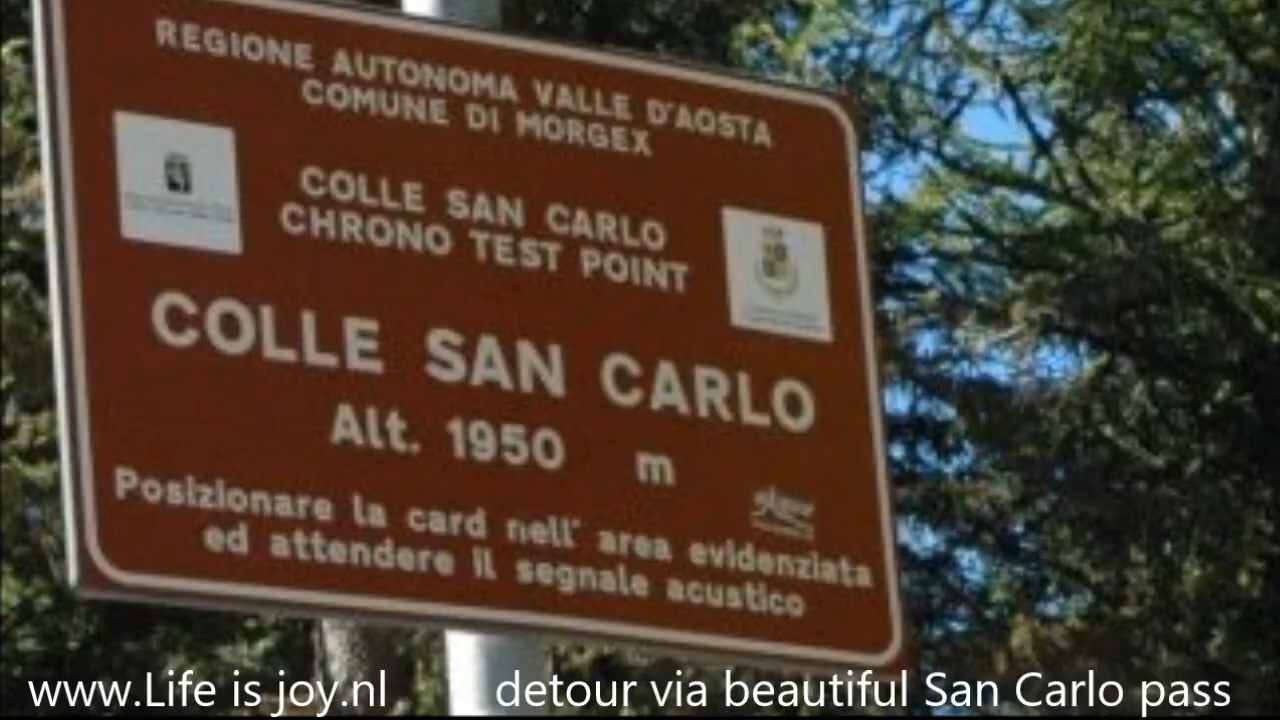 REGIONE AUTONOMA VALLE D'AOSTA
COMUNE DI MORGEX
COLLE SAN CARLO
CHRONO TEST POINT
COLLE SAN CARLO
Alt. 1950 m
Posizionare la card nell' area evidenziata
ed attendere il segnale acustico
www.Life is joy.nl detour via beautiful San Carlo pass